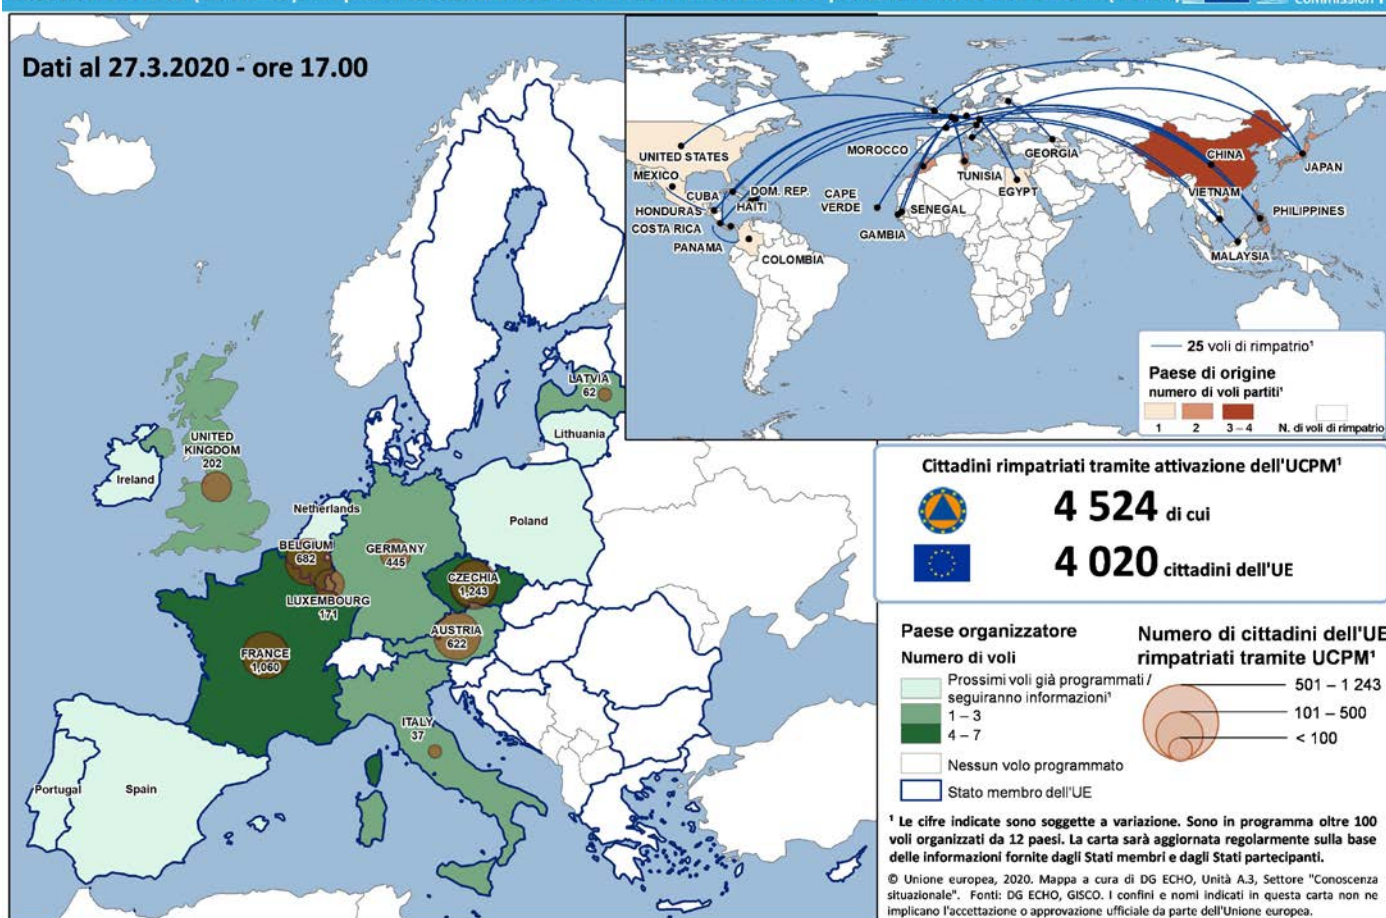 Dati al 27.3.2020 - ore 17.00
UNITED STATES
MEXICO
CUBA
DOM. REP.
HAITI
HONDURAS
COSTA RICA
PANAMA
COLOMBIA
MOROCCO
CAPE
VERDE
SENEGAL
GAMBIA
TUNISIA
EGYPT
GEORGIA
CHINA
JAPAN
VIETNAM
PHILIPPINES
MALAYSIA
25 voli di rimpatrio¹
Paese di origine
numero di voli partiti¹
1 2 3 – 4 N. di voli di rimpatrio
LATVIA
62
Lithuania
UNITED
KINGDOM
202
Ireland
Netherlands
Poland
BELGIUM
682
GERMANY
445
CZECHIA
1,243
LUXEMBOURG
171
AUSTRIA
622
FRANCE
1,060
ITALY
37
Portugal
Spain
Cittadini rimpatriati tramite attivazione dell'UCPM¹
4 524 di cui
4 020 cittadini dell'UE
Paese organizzatore
Numero di voli
Prossimi voli già programmati /
seguiranno informazioni¹
1 – 3
4 – 7
Nessun volo programmato
Stato membro dell'UE
Numero di cittadini dell'UE
rimpatriati tramite UCPM¹
501 – 1 243
101 – 500
< 100
¹ Le cifre indicate sono soggette a variazione. Sono in programma oltre 100
voli organizzati da 12 paesi. La carta sarà aggiornata regolarmente sulla base
delle informazioni fornite dagli Stati membri e dagli Stati partecipanti.
© Unione europea, 2020. Mappa a cura di DG ECHO, Unità A.3, Settore "Conoscenza
situazionale". Fonti: DG ECHO, GISCO. I confini e nomi indicati in questa carta non ne
implicano l'accettazione o approvazione ufficiale da parte dell'Unione europea.